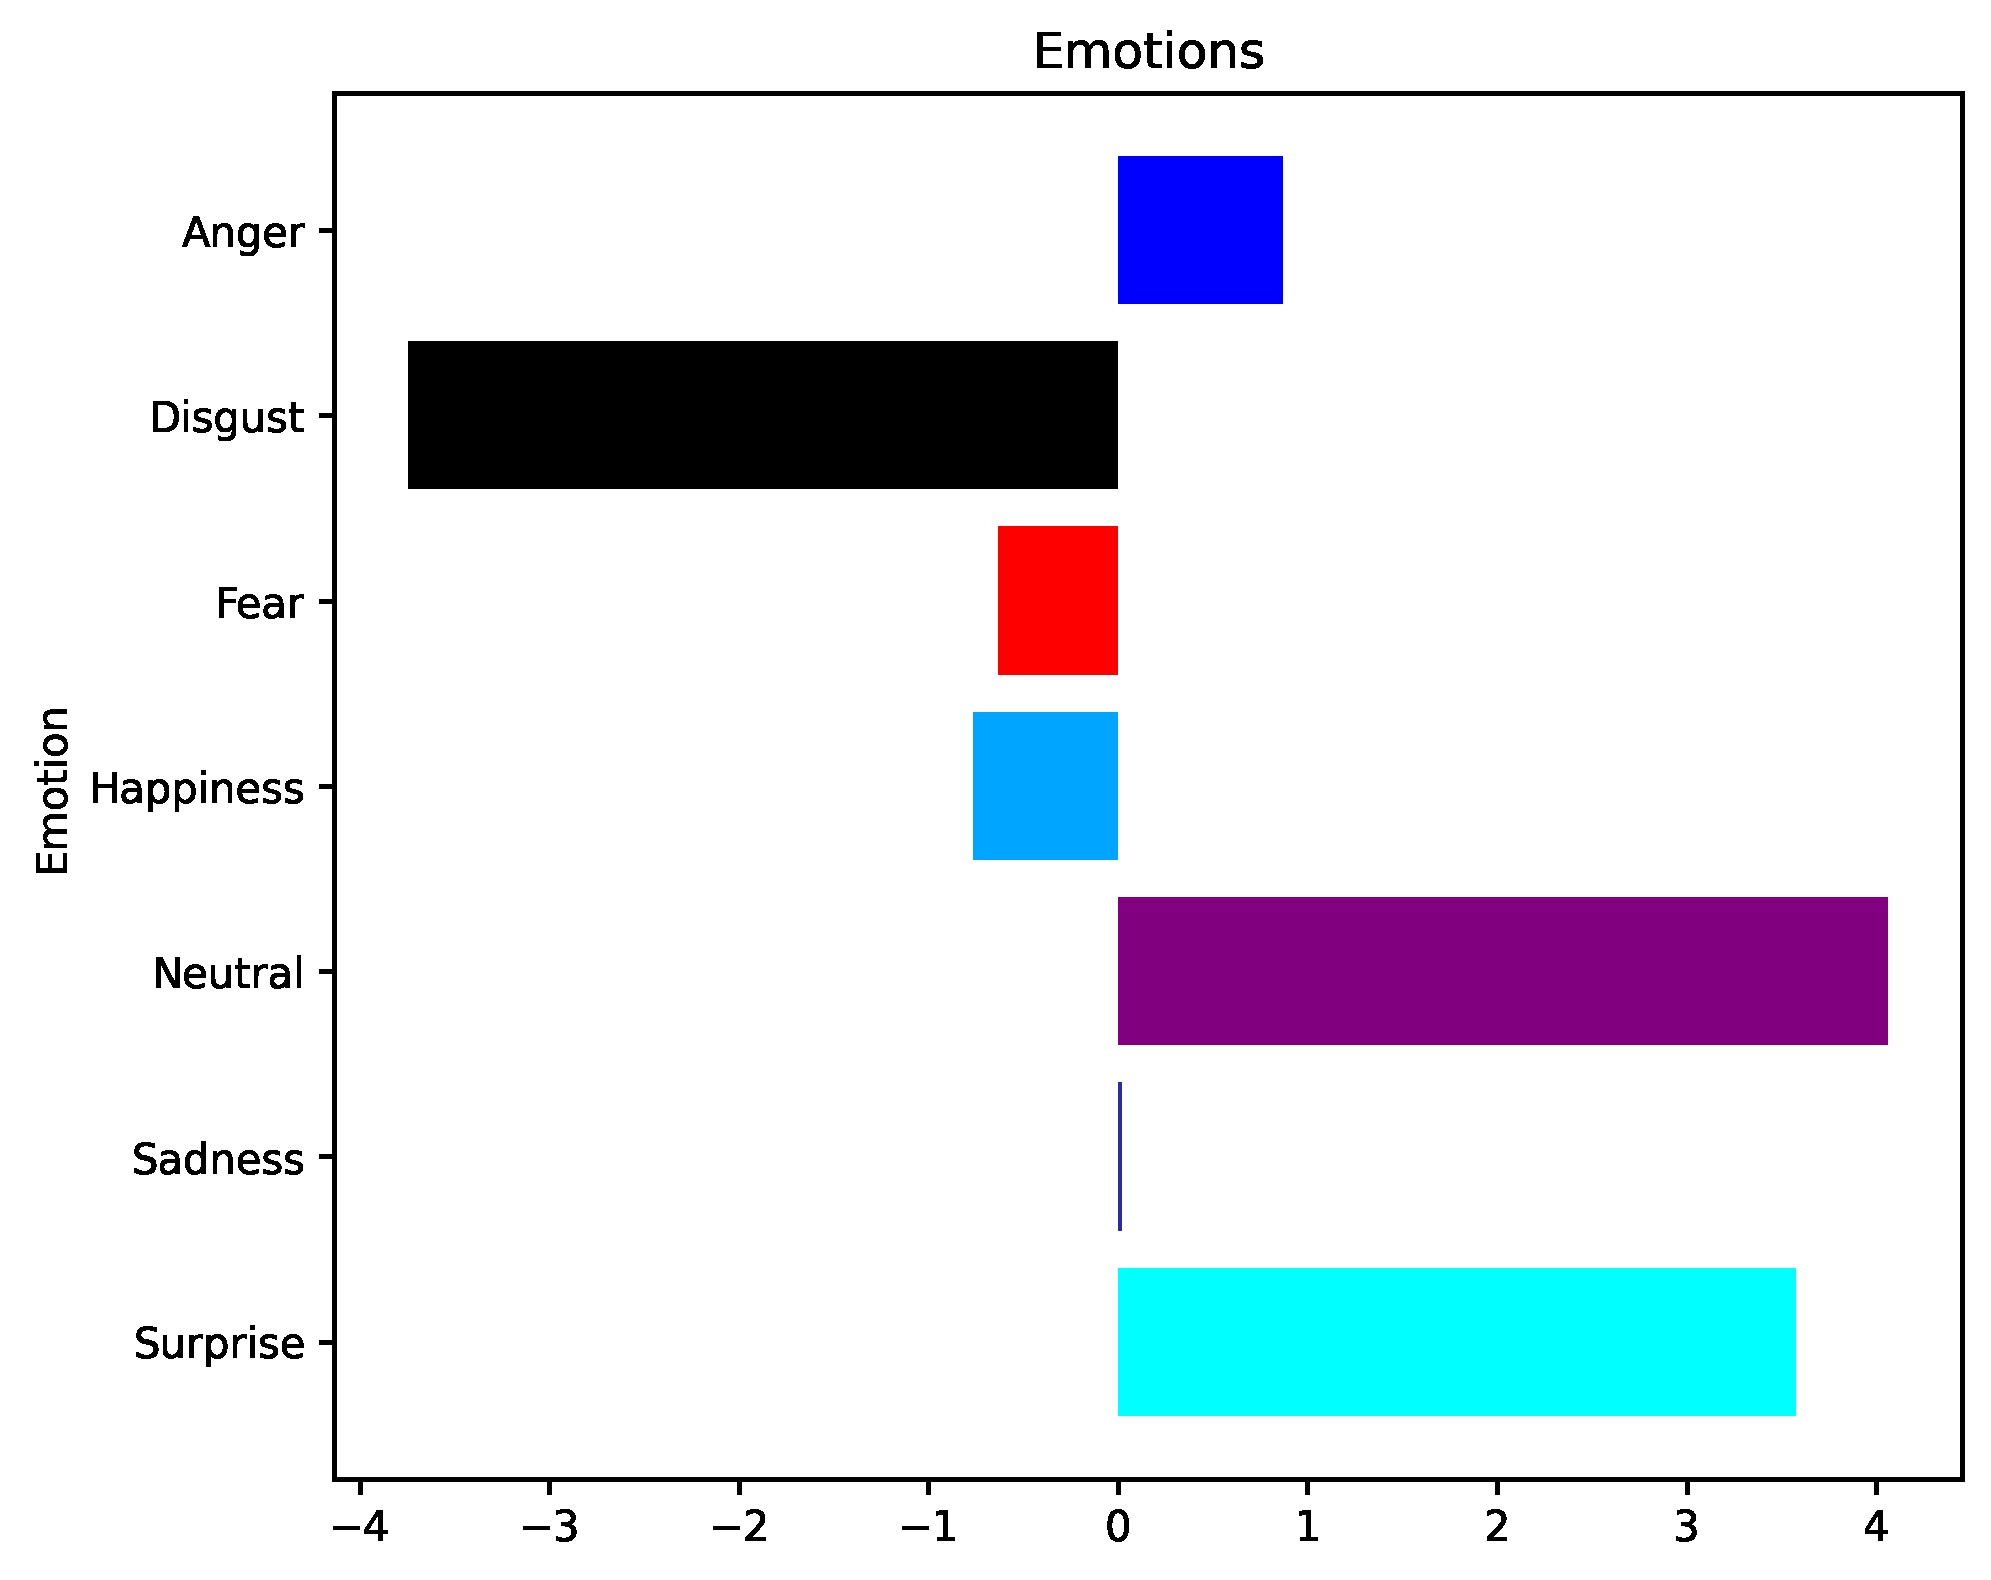 Emotions
Anger
Disgust
Fear
Happiness
Neutral
Sadness
Surprise
Emotion
−4 −3 −2 −1 0 1 2 3 4